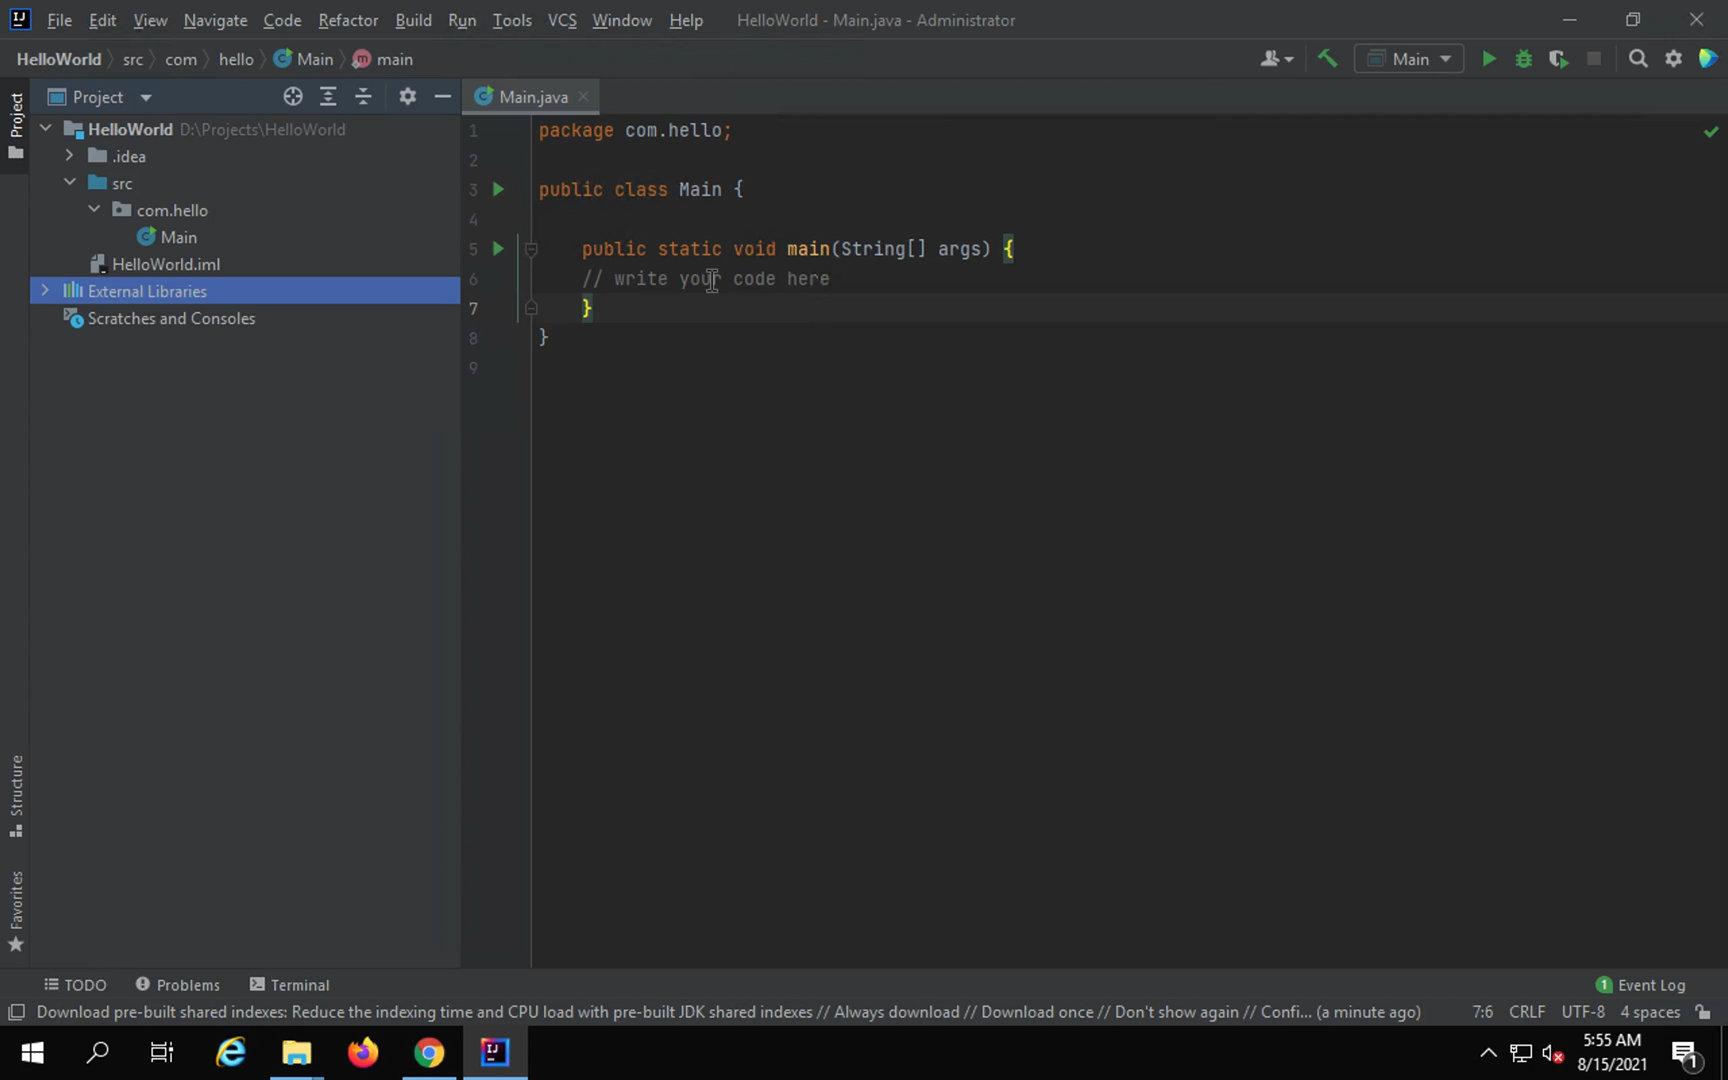 File Edit View Navigate Code Refactor Build Run Tools VCS Window Help HelloWorld - Main.java - Administrator
HelloWorld src com hello Main main Main
Project Main.java
Project
HelloWorld D:\Projects\HelloWorld
.idea
src
com.hello
Main
HelloWorld.iml
External Libraries
Scratches and Consoles
1 package com.hello;
2
3 public class Main {
4
5 public static void main(String[] args) {
6 // write your code here
7 }
8 }
9
Structure
Favorites
TODO Problems Terminal 1 Event Log
Download pre-built shared indexes: Reduce the indexing time and CPU load with pre-built JDK shared indexes // Always download // Download once // Don't show again // Confi... (a minute ago) 7:6 CRLF UTF-8 4 spaces
5:55 AM
8/15/2021
1